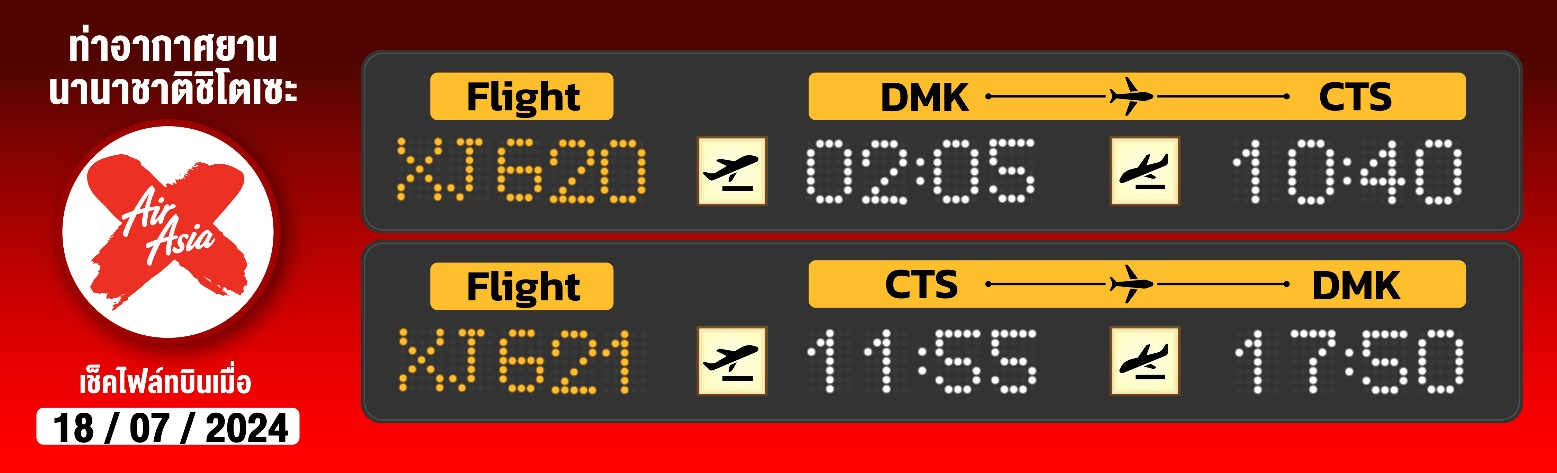 ท่าอากาศยาน
นานาชาติชิโตเซะ
Air
Asia
เช็คไฟล์ทบินเมื่อ
18 / 07 / 2024
Flight DMK CTS
XJ620 02:05 10:40
Flight CTS DMK
XJ621 11:55 17:50